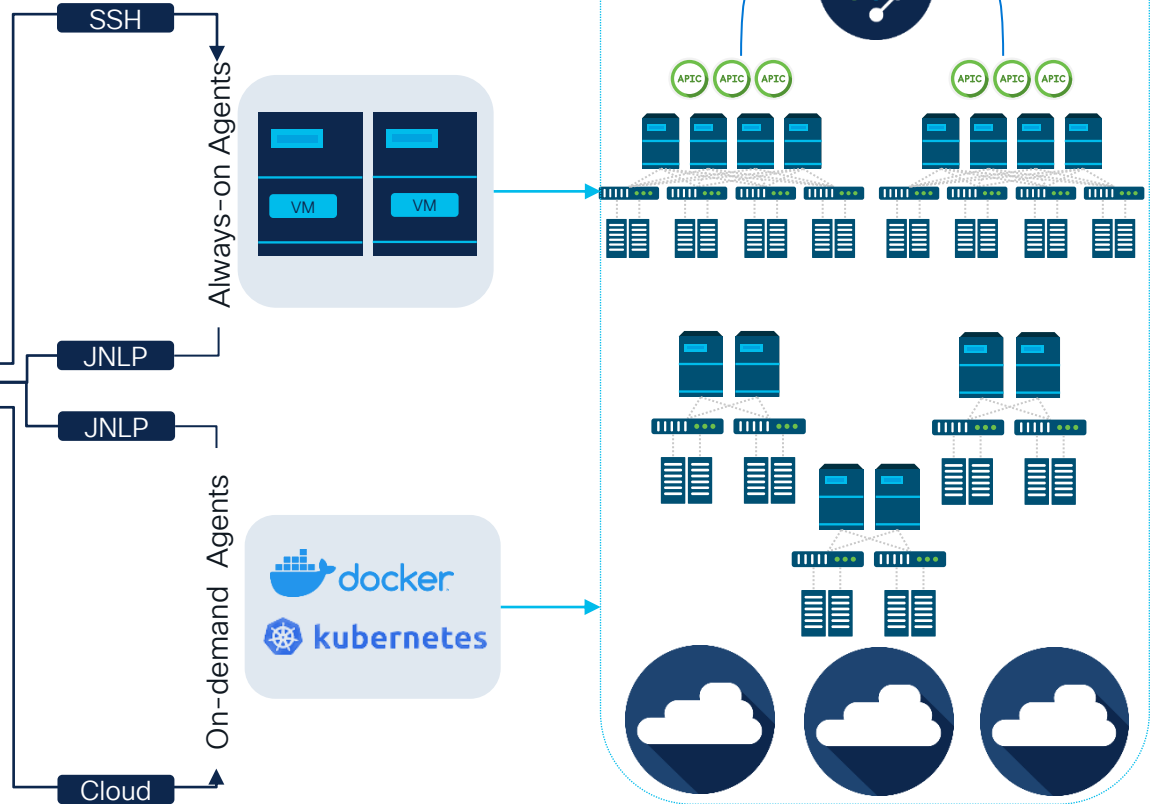 SSH
Always-on Agents
VM
VM
JNLP
JNLP
On-demand Agents
docker
kubernetes
Cloud
APIC APIC APIC
APIC APIC APIC